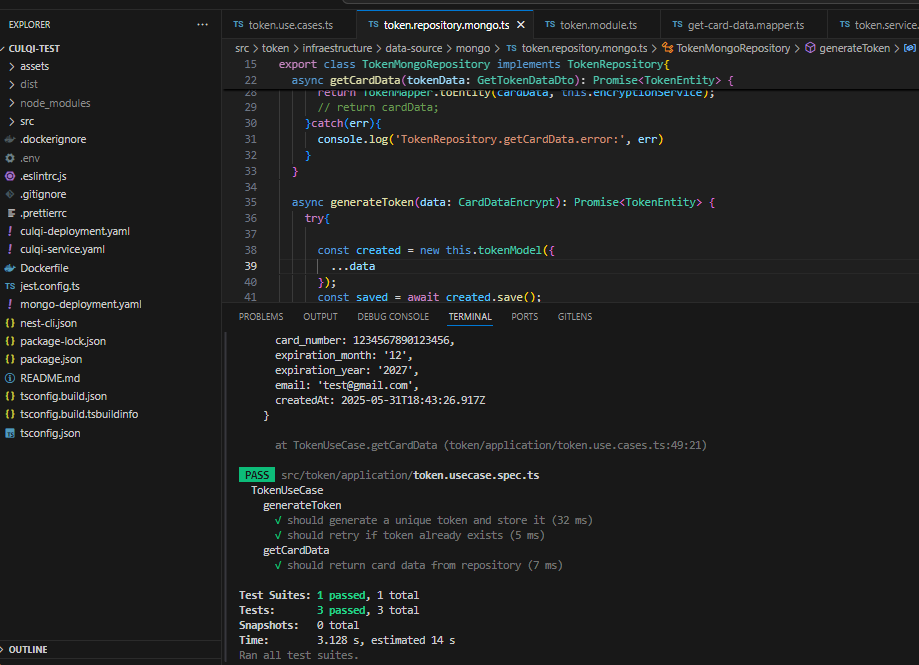 EXPLORER
CULQI-TEST
assets
dist
node_modules
src
.dockerignore
.env
.eslintrc.js
.gitignore
.prettierrc
culqi-deployment.yaml
culqi-service.yaml
Dockerfile
TS jest.config.ts
mongo-deployment.yaml
nest-cli.json
package-lock.json
package.json
README.md
tsconfig.build.json
tsconfig.build.tsbuildinfo
tsconfig.json
OUTLINE
TS token.use.cases.ts TS token.repository.mongo.ts TS token.module.ts TS get-card-data.mapper.ts TS token.service.
src > token > infraestructure > data-source > mongo > TS token.repository.mongo.ts > TokenMongoRepository > generateToken >
15 export class TokenMongoRepository implements TokenRepository{
22 async getCardData(tokenData: GetTokenDataDto): Promise<TokenEntity> {
28 return TokenMapper.toEntity(cardData, this.encryptionService);
29 // return cardData;
30 }catch(err){
31 console.log('TokenRepository.getCardData.error:', err)
32 }
33 }
34
35 async generateToken(data: CardDataEncrypt): Promise<TokenEntity> {
36 try{
37
38 const created = new this.tokenModel({
39 ...data
40 });
41 const saved = await created.save();
PROBLEMS OUTPUT DEBUG CONSOLE TERMINAL PORTS GITLENS
card_number: 1234567890123456,
expiration_month: '12',
expiration_year: '2027',
email: 'test@gmail.com',
createdAt: 2025-05-31T18:43:26.917Z
}
at TokenUseCase.getCardData (token/application/token.use.cases.ts:49:21)
PASS src/token/application/token.usecase.spec.ts
TokenUseCase
generateToken
√ should generate a unique token and store it (32 ms)
√ should retry if token already exists (5 ms)
getCardData
√ should return card data from repository (7 ms)
Test Suites: 1 passed, 1 total
Tests: 3 passed, 3 total
Snapshots: 0 total
Time: 3.128 s, estimated 14 s
Ran all test suites.